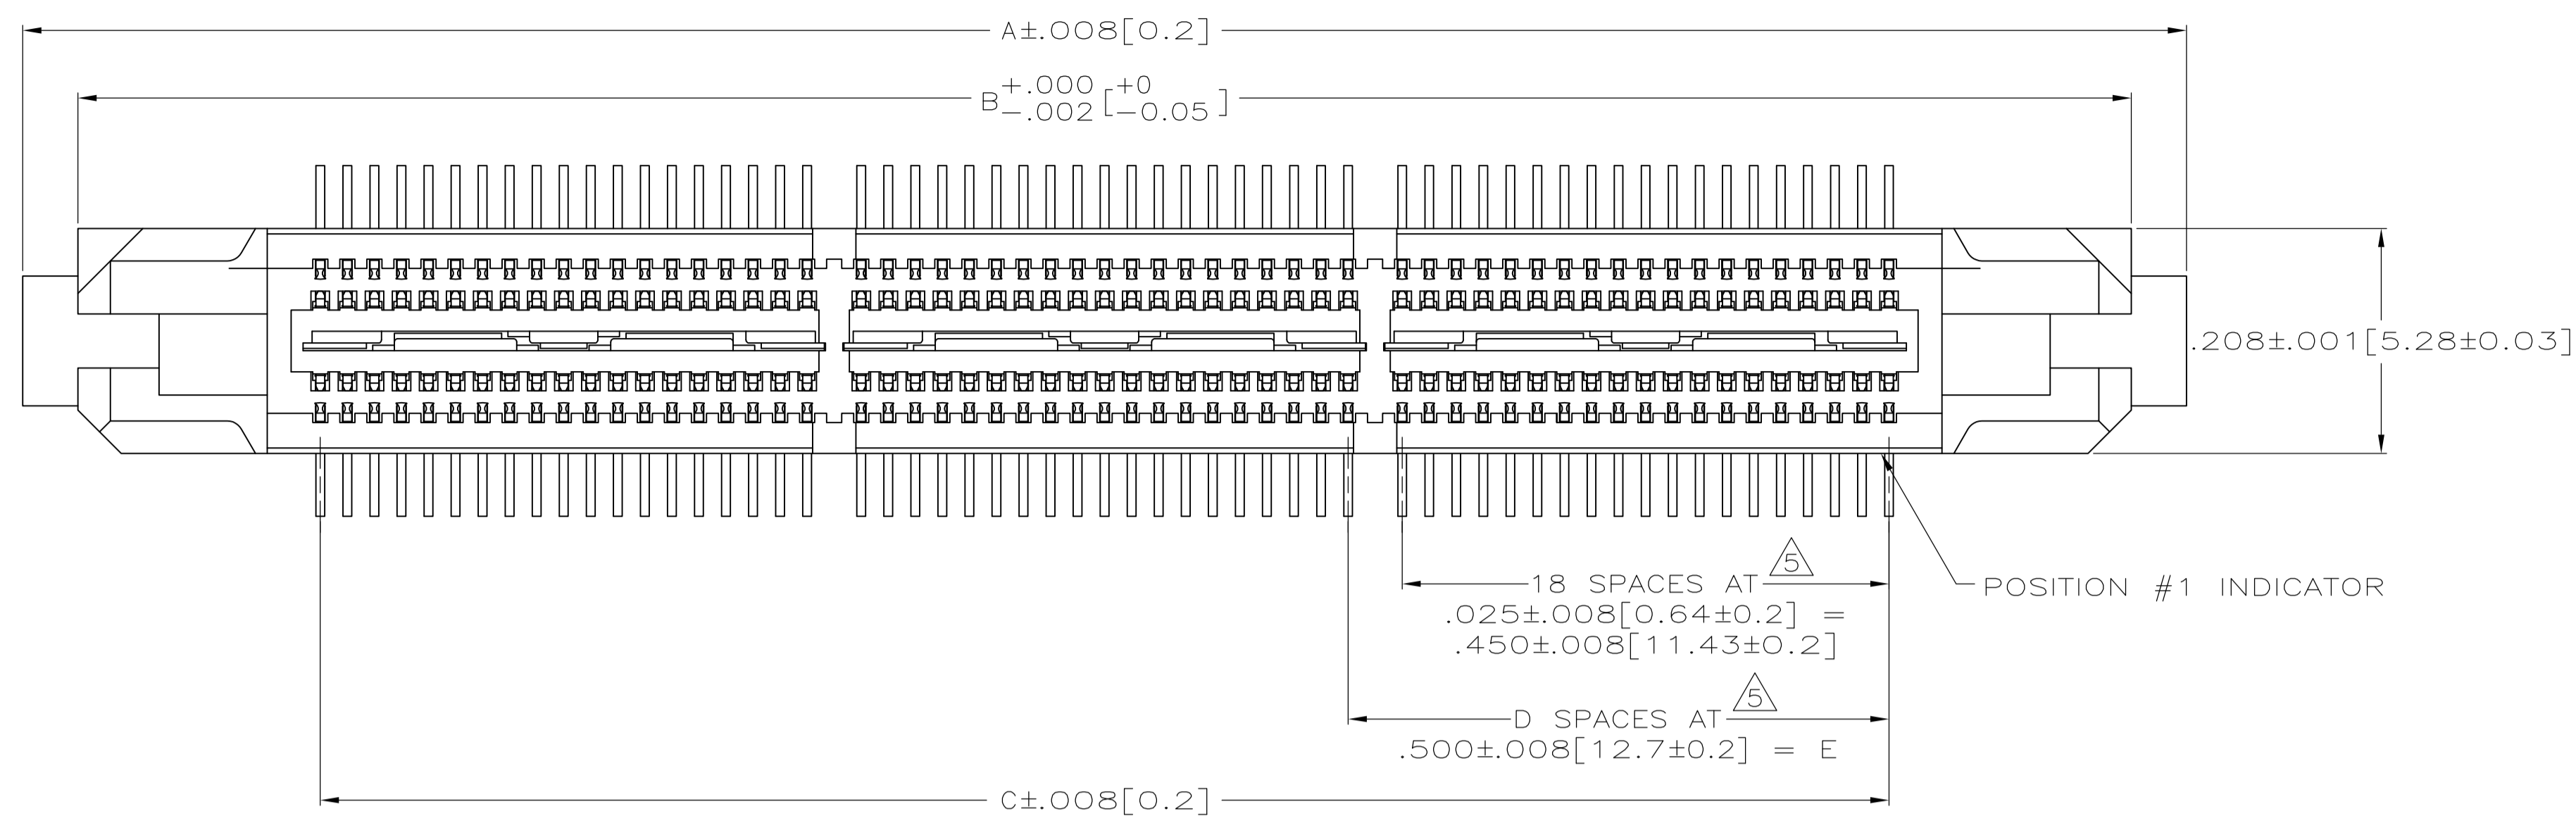 A±.008[0.2]
B +.000 -.002 [+0 -0.05]
.208±.001[5.28±0.03]
5
18 SPACES AT
.025±.008[0.64±0.2] =
.450±.008[11.43±0.2]
POSITION #1 INDICATOR
5
D SPACES AT
.500±.008[12.7±0.2] = E
C±.008[0.2]